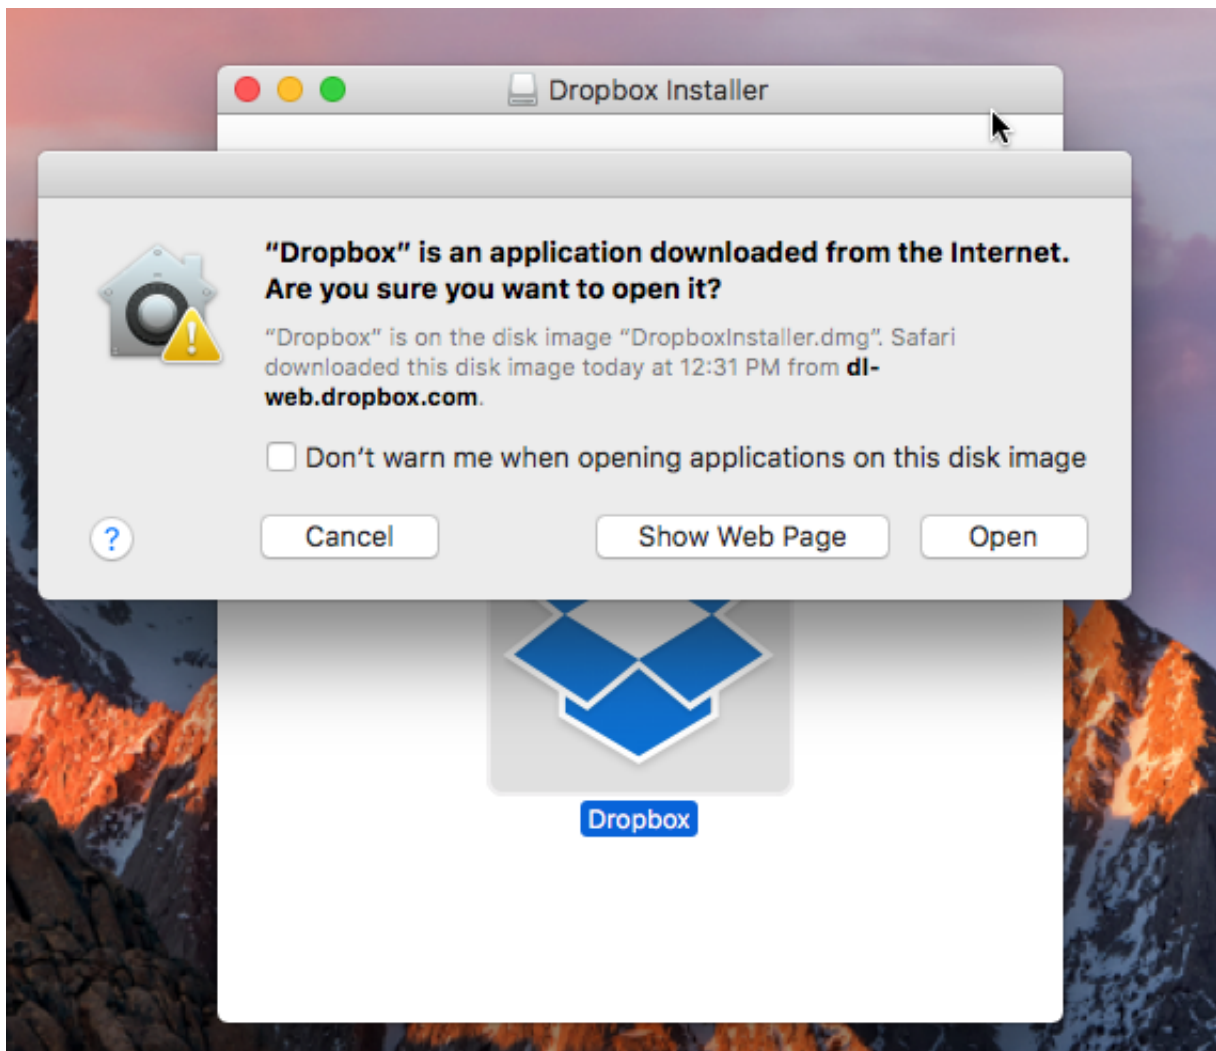 Dropbox Installer
“Dropbox” is an application downloaded from the Internet.
Are you sure you want to open it?
“Dropbox” is on the disk image “DropboxInstaller.dmg”. Safari
downloaded this disk image today at 12:31 PM from dl-
web.dropbox.com.
Don’t warn me when opening applications on this disk image
?
Cancel
Show Web Page
Open
Dropbox